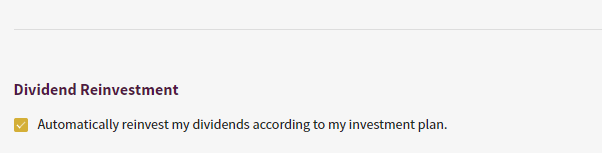 Dividend Reinvestment
Automatically reinvest my dividends according to my investment plan.